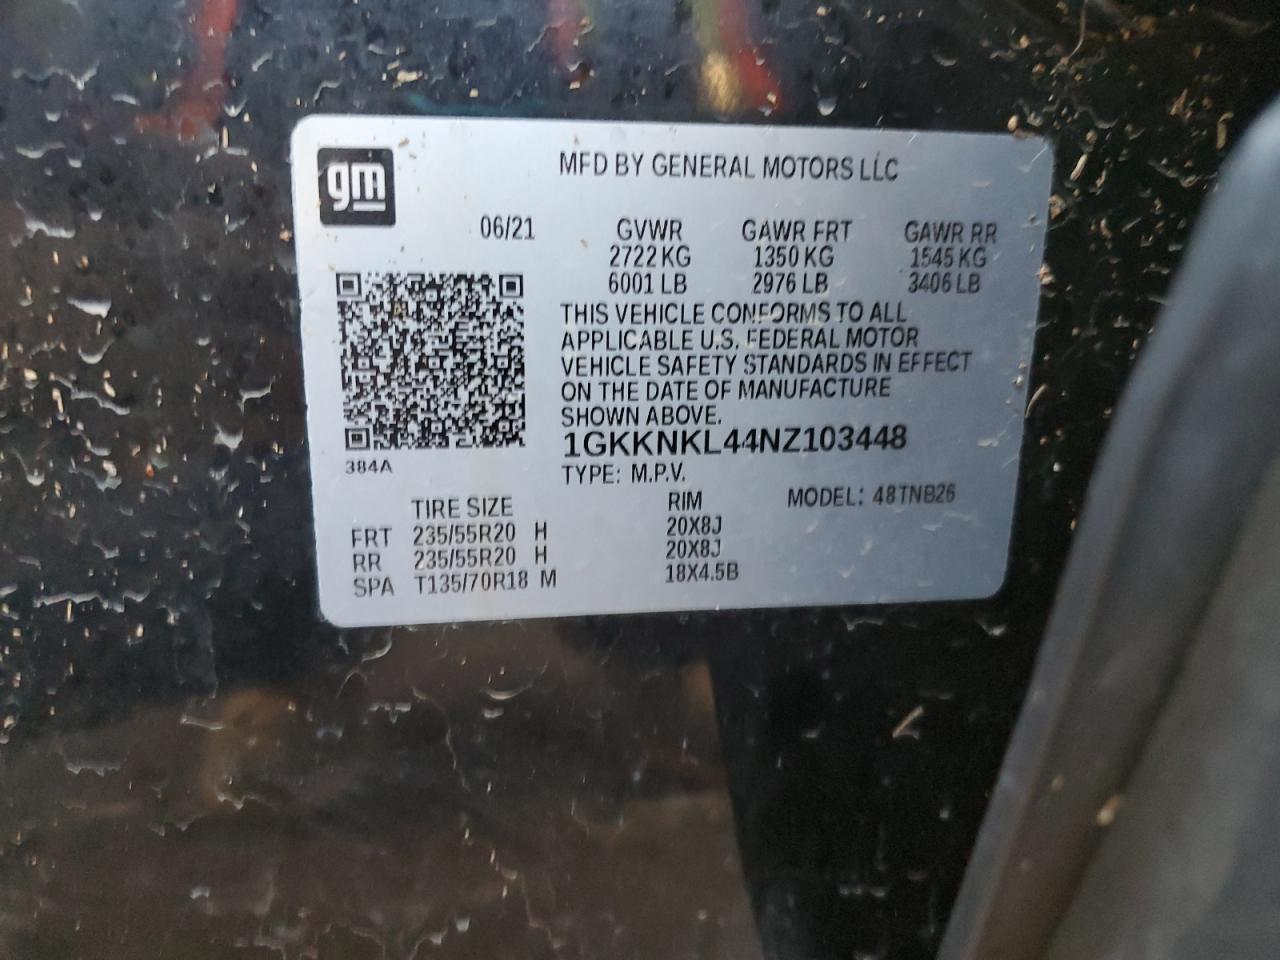 gm
MFD BY GENERAL MOTORS LLC
06/21 GVWR GAWR FRT GAWR RR
2722 KG 1350 KG 1545 KG
6001 LB 2976 LB 3406 LB
THIS VEHICLE CONFORMS TO ALL
APPLICABLE U.S. FEDERAL MOTOR
VEHICLE SAFETY STANDARDS IN EFFECT
ON THE DATE OF MANUFACTURE
SHOWN ABOVE.
1GKKNKL44NZ103448
384A
TYPE: M.P.V.
TIRE SIZE RIM MODEL: 48TNB26
FRT 235/55R20 H 20X8J
RR 235/55R20 H 20X8J
SPA T135/70R18 M 18X4.5B